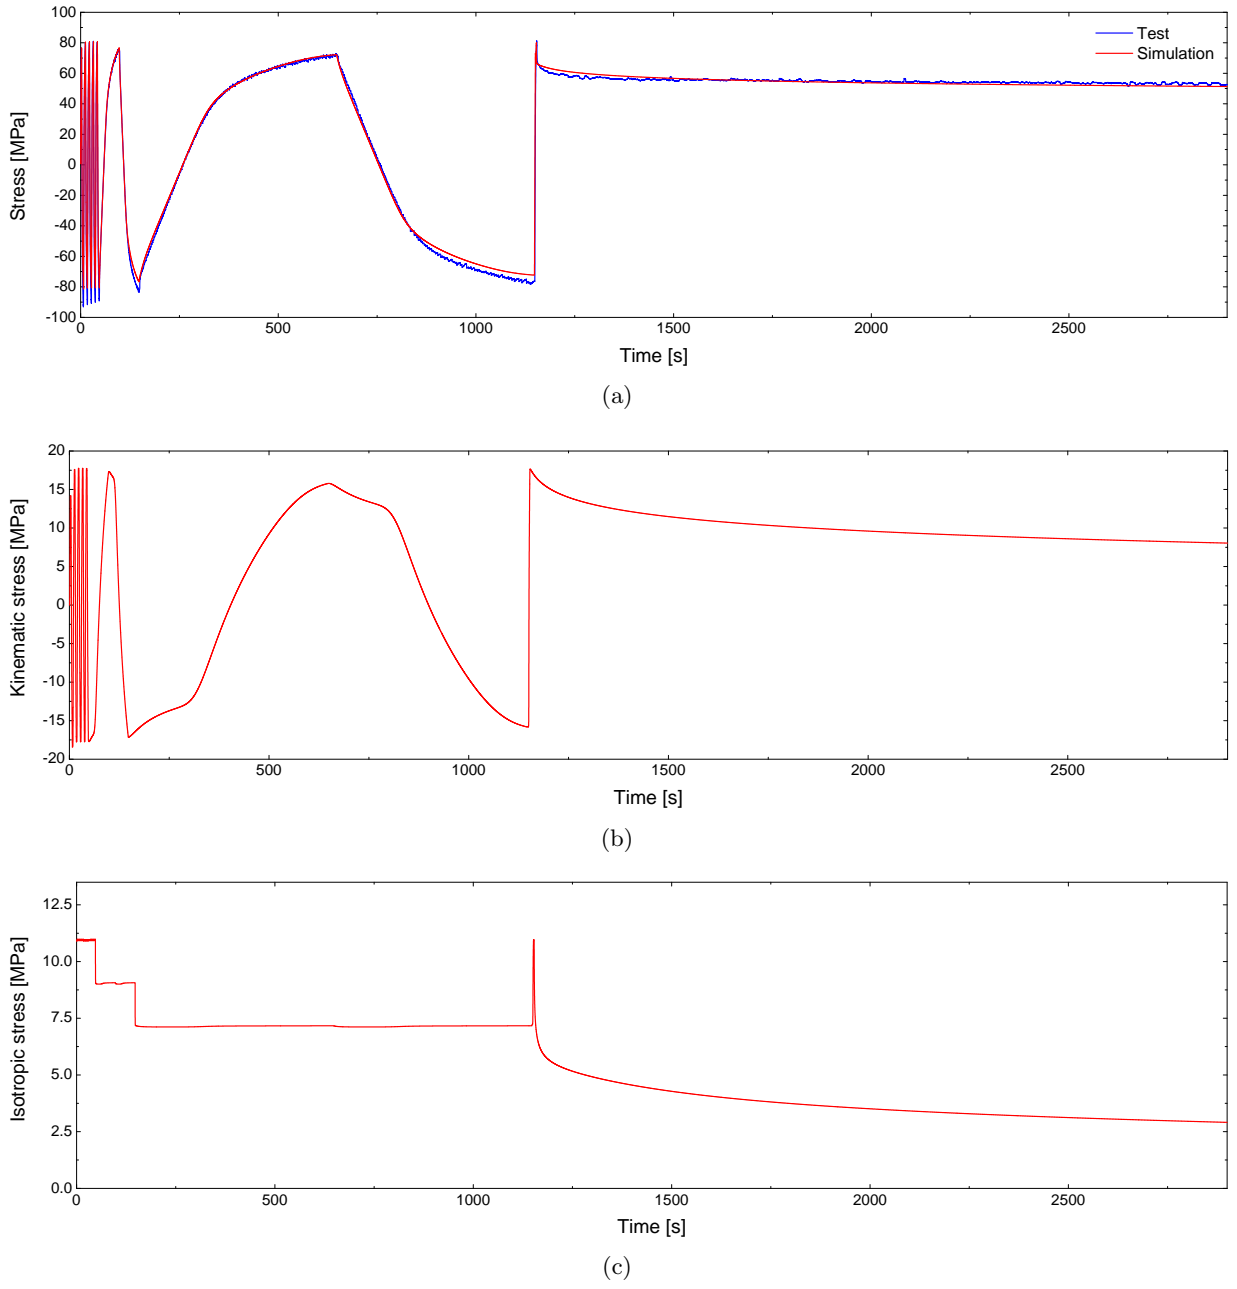 100
80
60
40
20
0
-20
-40
-60
-80
-100
Stress [MPa]
Test
Simulation
0 500 1000 1500 2000 2500
Time [s]
(a)
20
15
10
5
0
-5
-10
-15
-20
Kinematic stress [MPa]
0 500 1000 1500 2000 2500
Time [s]
(b)
12.5
10.0
7.5
5.0
2.5
0.0
Isotropic stress [MPa]
0 500 1000 1500 2000 2500
Time [s]
(c)